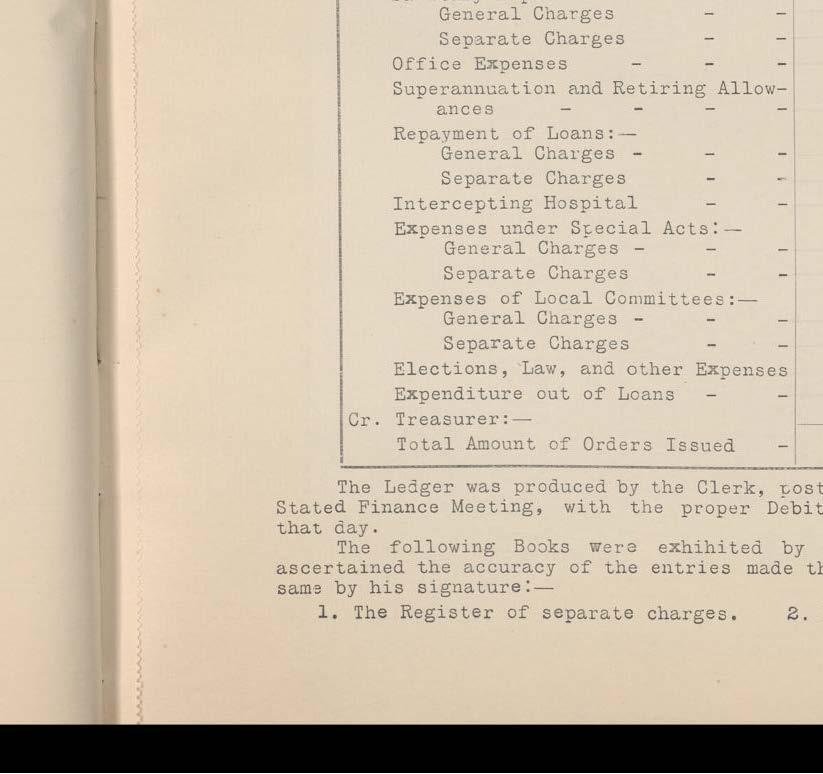 General Charges - -
Separate Charges - -
Office Expenses - - -
Superannuation and Retiring Allow-
ances - - - -
Repayment of Loans:—
General Charges - - -
Separate Charges - -
Intercepting Hospital - -
Expenses under Special Acts:—
General Charges - - -
Separate Charges - -
Expenses of Local Committees:—
General Charges - - -
Separate Charges - -
Elections, Law, and other Expenses
Expenditure out of Loans - -
Cr. Treasurer:—
Total Amount of Orders Issued -
The Ledger was produced by the Clerk, post
Stated Finance Meeting, with the proper Debit
that day.
The following Books were exhihited by
ascertained the accuracy of the entries made th
same by his signature:—
1. The Register of separate charges. 2.